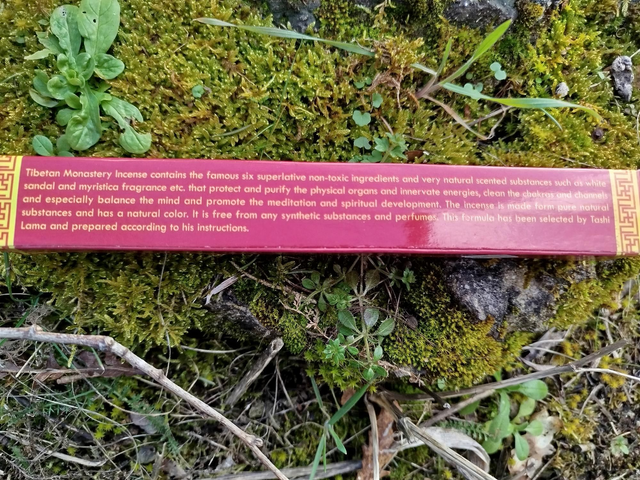 Tibetan Monastery Incense contains the famous six superlative non-toxic ingredients and very natural scented substances such as white
sandal and myristica fragrance etc. that protect and purify the physical organs and innervate energies, clean the chakras and channels
and especially balance the mind and promote the meditation and spiritual development. The incense is made form pure natural
substances and has a natural color. It is free from any synthetic substances and perfumes. This formula has been selected by Tashi
Lama and prepared according to his instructions.